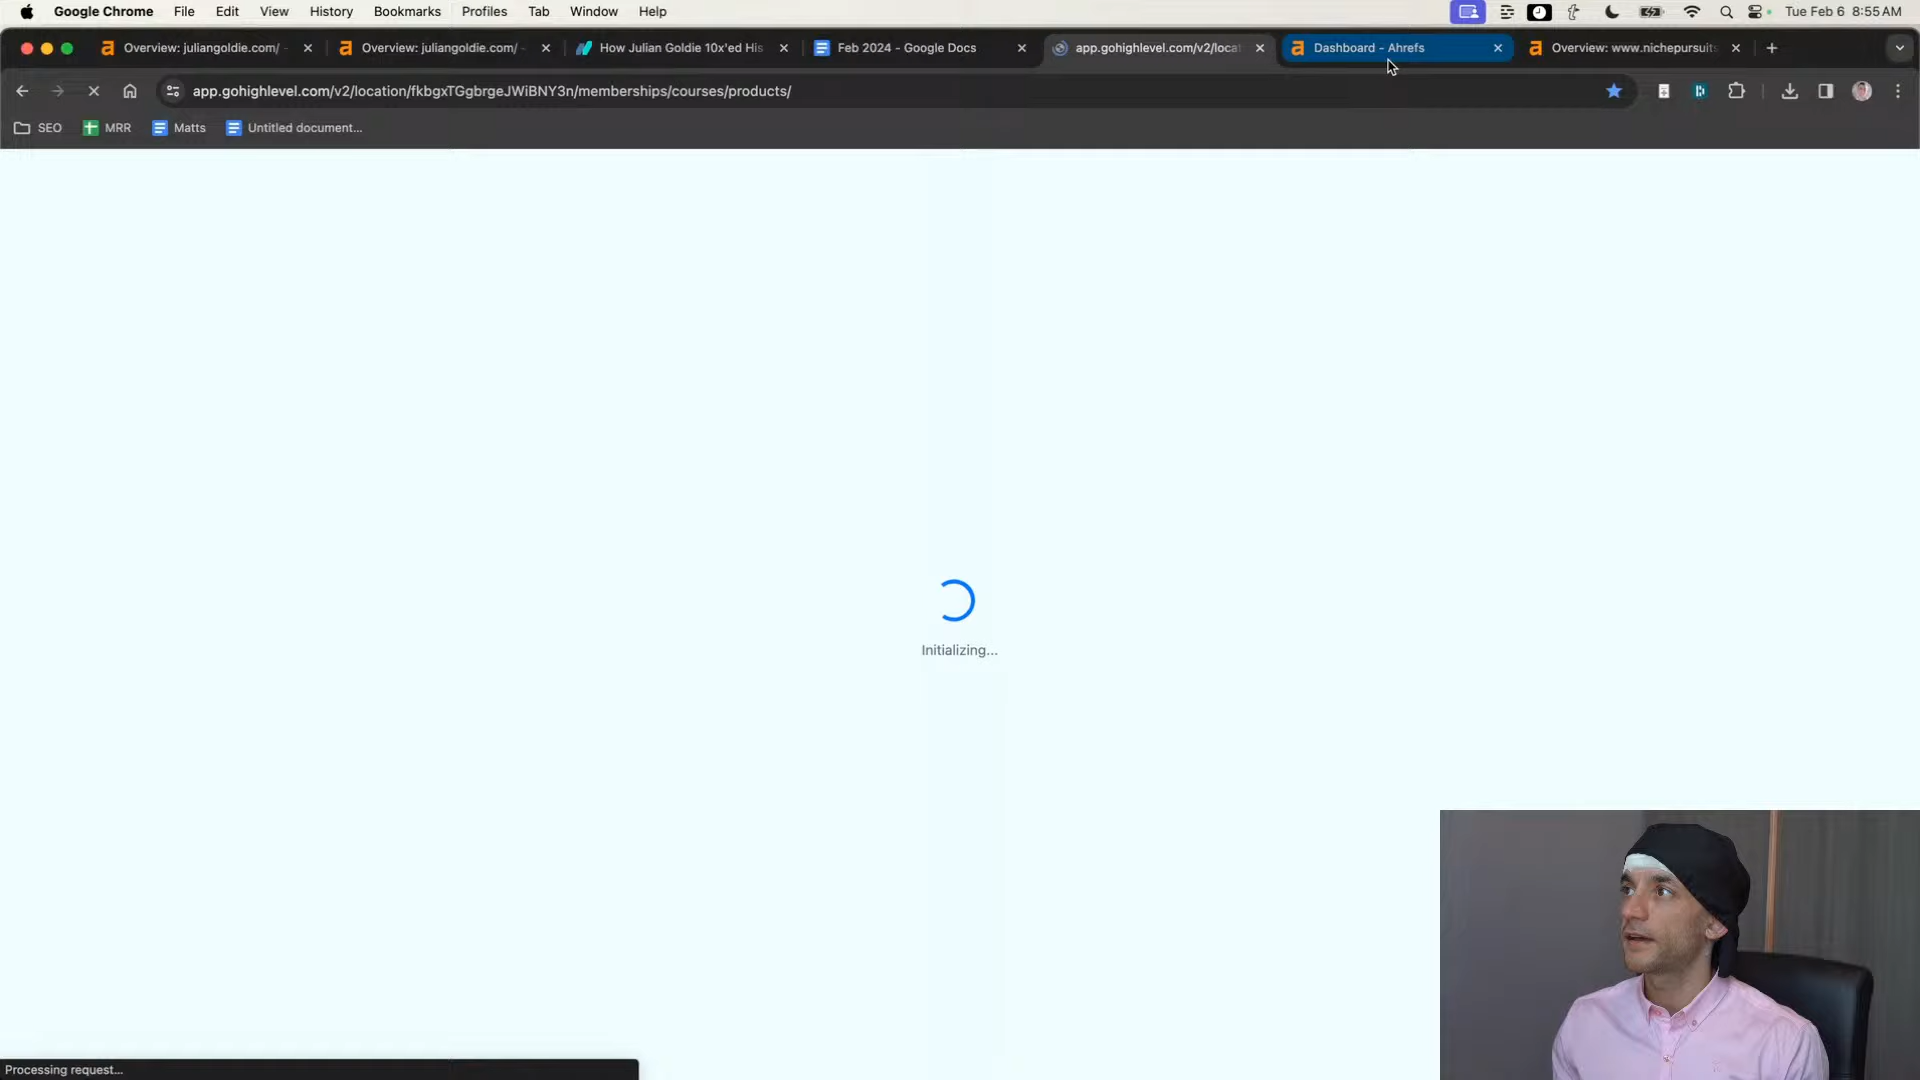 Google Chrome File Edit View History Bookmarks Profiles Tab Window Help Tue Feb 6 8:55 AM
Overview: juliangoldie.com/ - Overview: juliangoldie.com/ - How Julian Goldie 10x'ed His Feb 2024 - Google Docs app.gohighlevel.com/v2/loca Dashboard - Ahrefs Overview: www.nichepursuits
app.gohighlevel.com/v2/location/fkbgxTGgbrgeJWiBNY3n/memberships/courses/products/
SEO MRR Matts Untitled document...
Initializing...
Processing request...